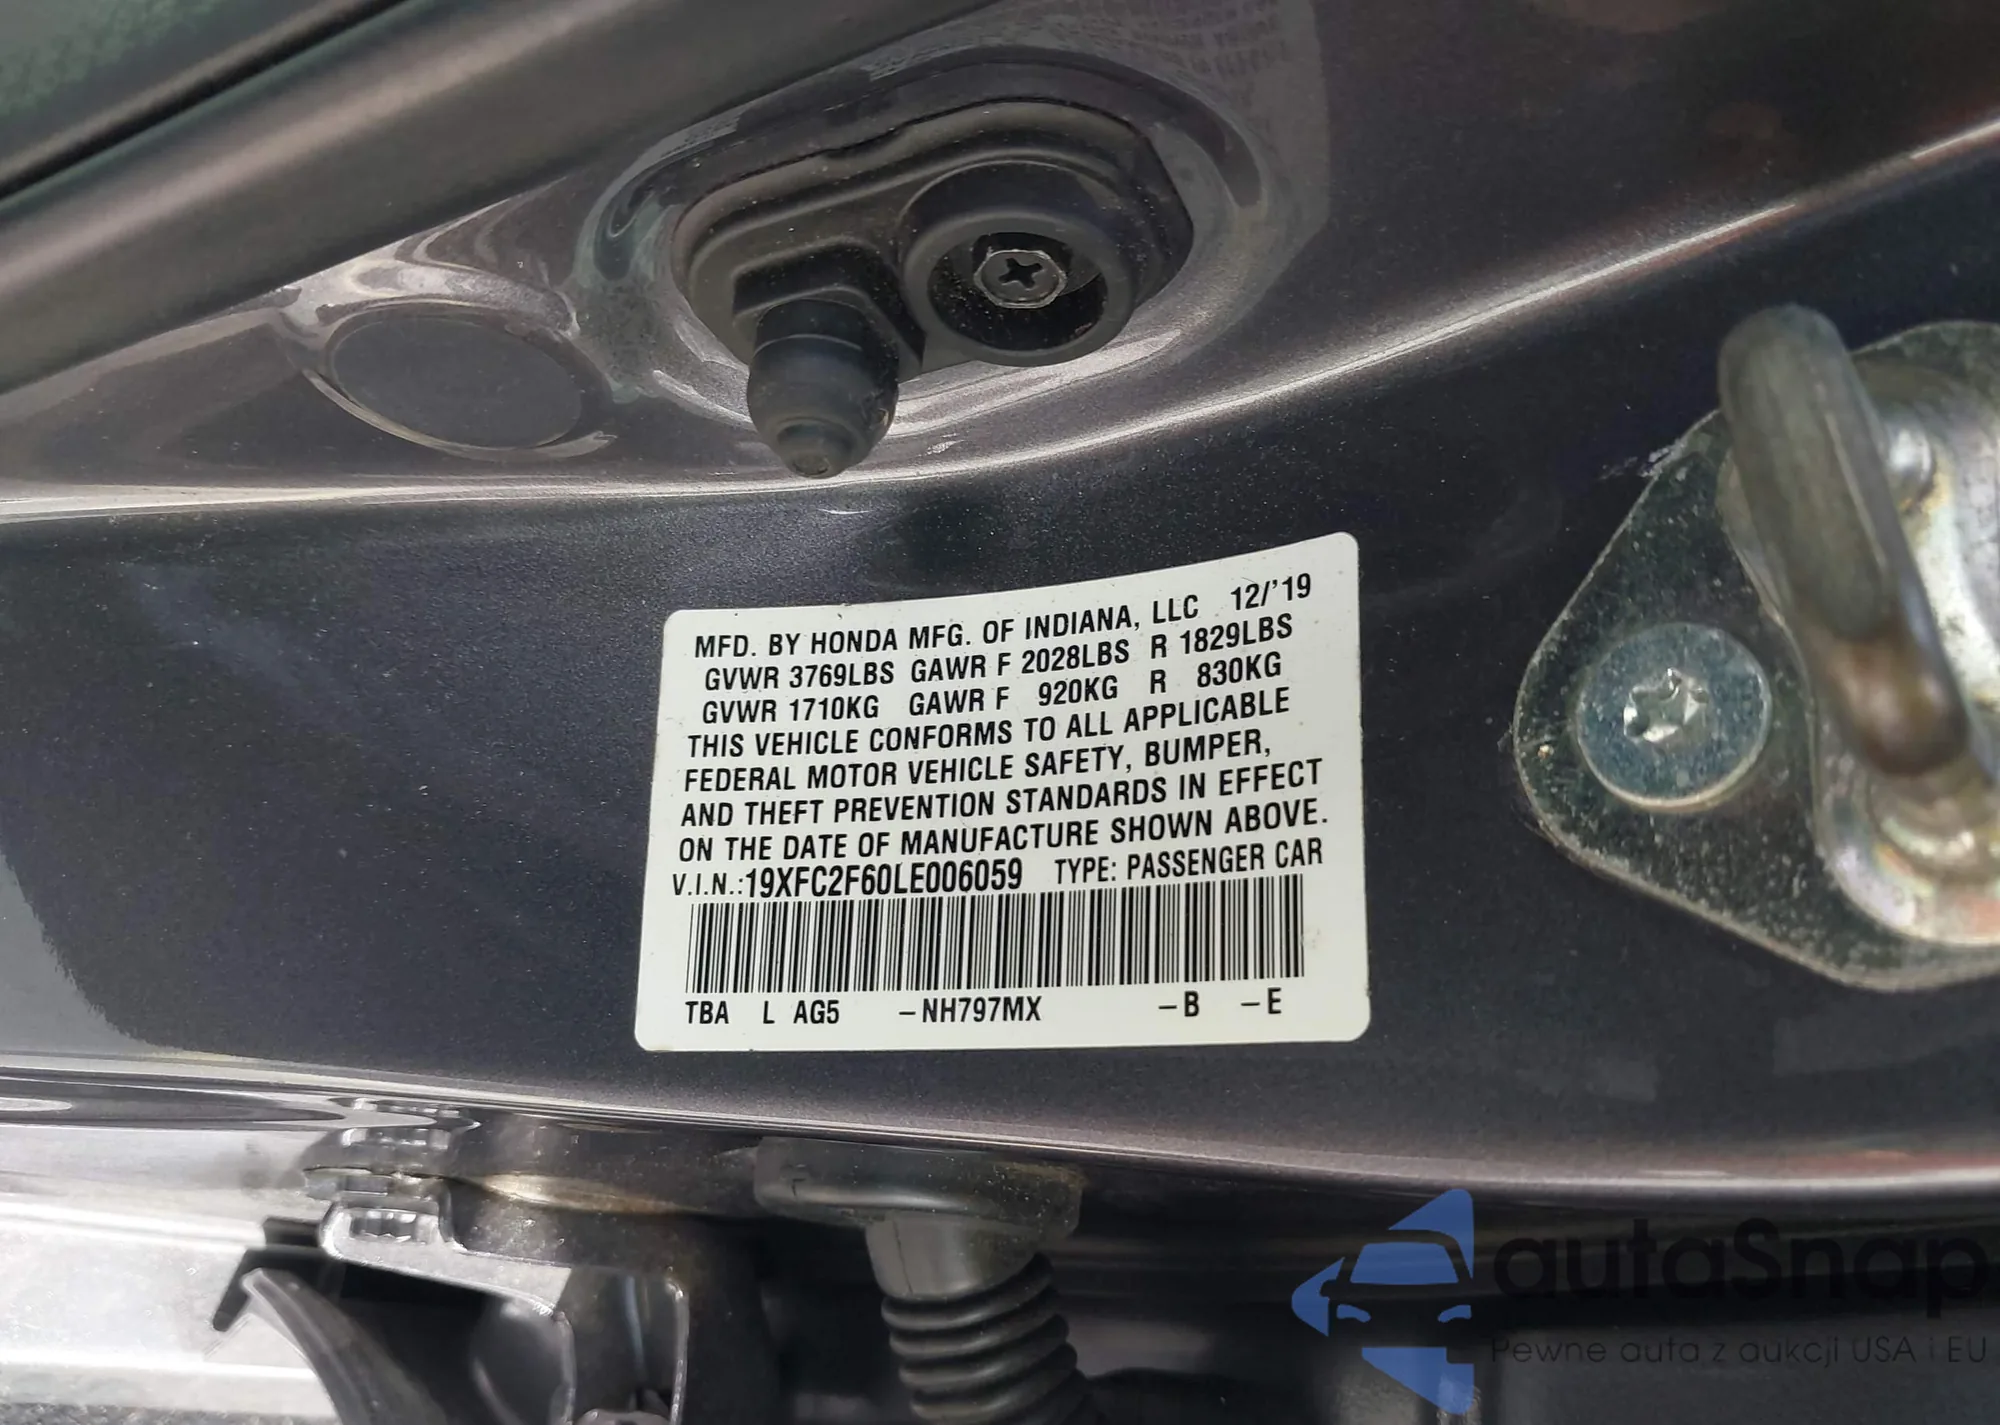 MFD. BY HONDA MFG. OF INDIANA, LLC 12/'19
GVWR 3769LBS GAWR F 2028LBS R 1829LBS
GVWR 1710KG GAWR F 920KG R 830KG
THIS VEHICLE CONFORMS TO ALL APPLICABLE
FEDERAL MOTOR VEHICLE SAFETY, BUMPER,
AND THEFT PREVENTION STANDARDS IN EFFECT
ON THE DATE OF MANUFACTURE SHOWN ABOVE.
V.I.N.:19XFC2F60LE006059 TYPE: PASSENGER CAR
TBA L AG5 –NH797MX –B –E
autaSnap
Pewne auta z aukcji USA i EU